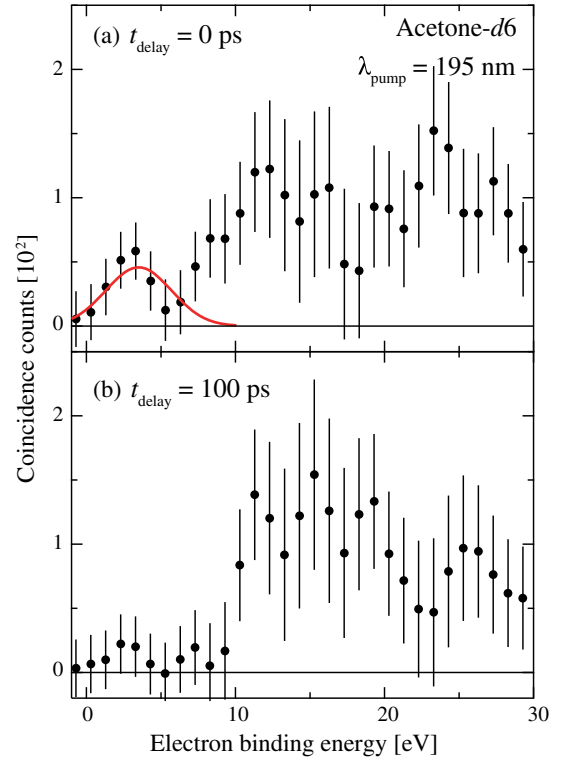 (a) t_delay = 0 ps
Acetone-d6
λ_pump = 195 nm
2
1
0
Coincidence counts [10²]
(b) t_delay = 100 ps
2
1
0
0 10 20 30
Electron binding energy [eV]